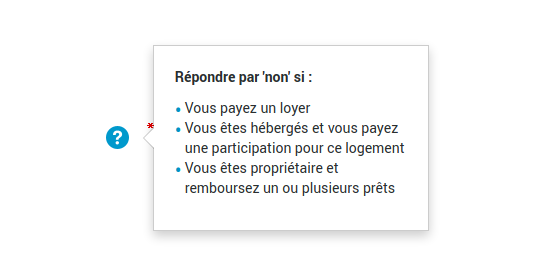 Répondre par 'non' si :
• Vous payez un loyer
• Vous êtes hébergés et vous payez
une participation pour ce logement
• Vous êtes propriétaire et
remboursez un ou plusieurs prêts
?
*